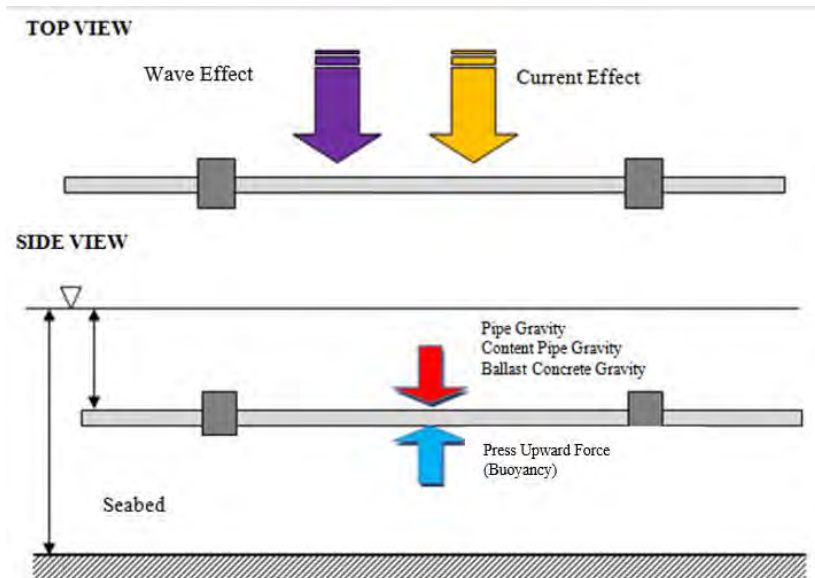 TOP VIEW
Wave Effect
Current Effect
SIDE VIEW
Pipe Gravity
Content Pipe Gravity
Ballast Concrete Gravity
Press Upward Force
(Buoyancy)
Seabed